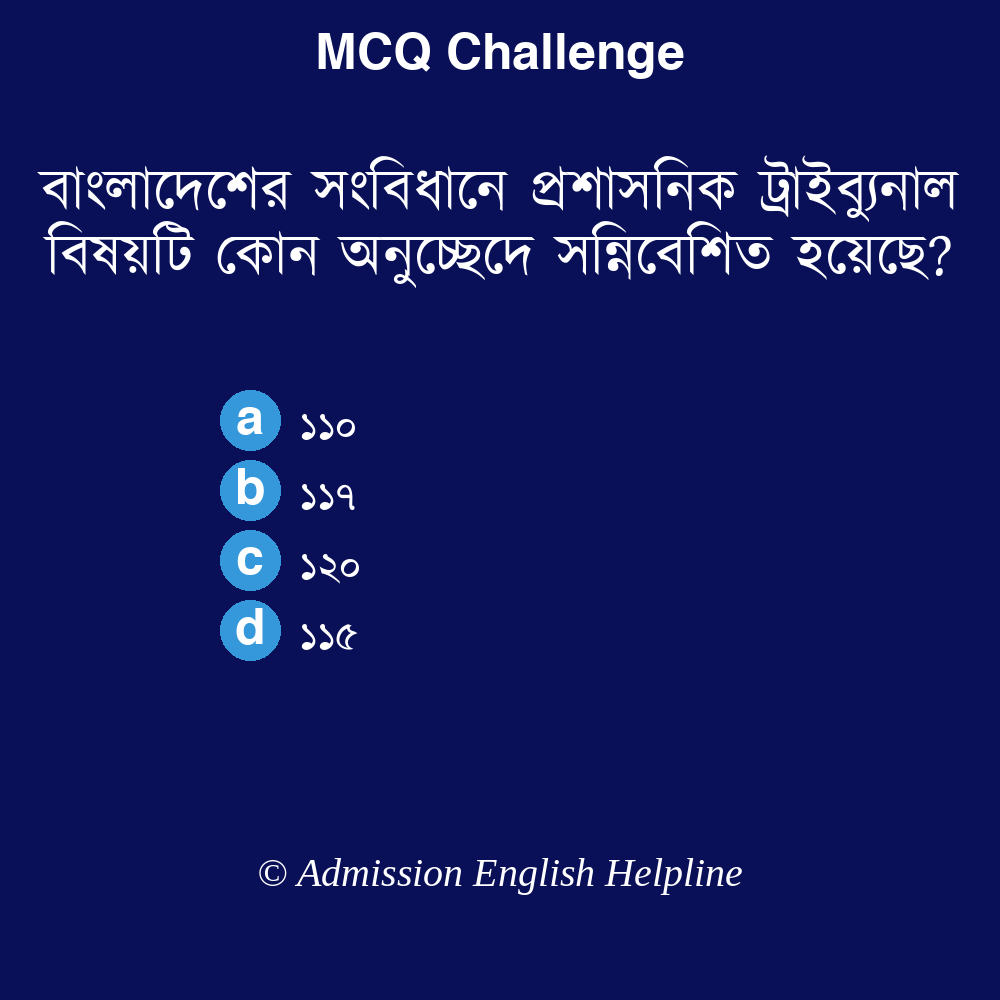 MCQ Challenge
বাংলাদেশের সংবিধানে প্রশাসনিক ট্রাইব্যুনাল
বিষয়টি কোন অনুচ্ছেদে সন্নিবেশিত হয়েছে?
a ১১০
b ১১৭
c ১২০
d ১১৫
© Admission English Helpline